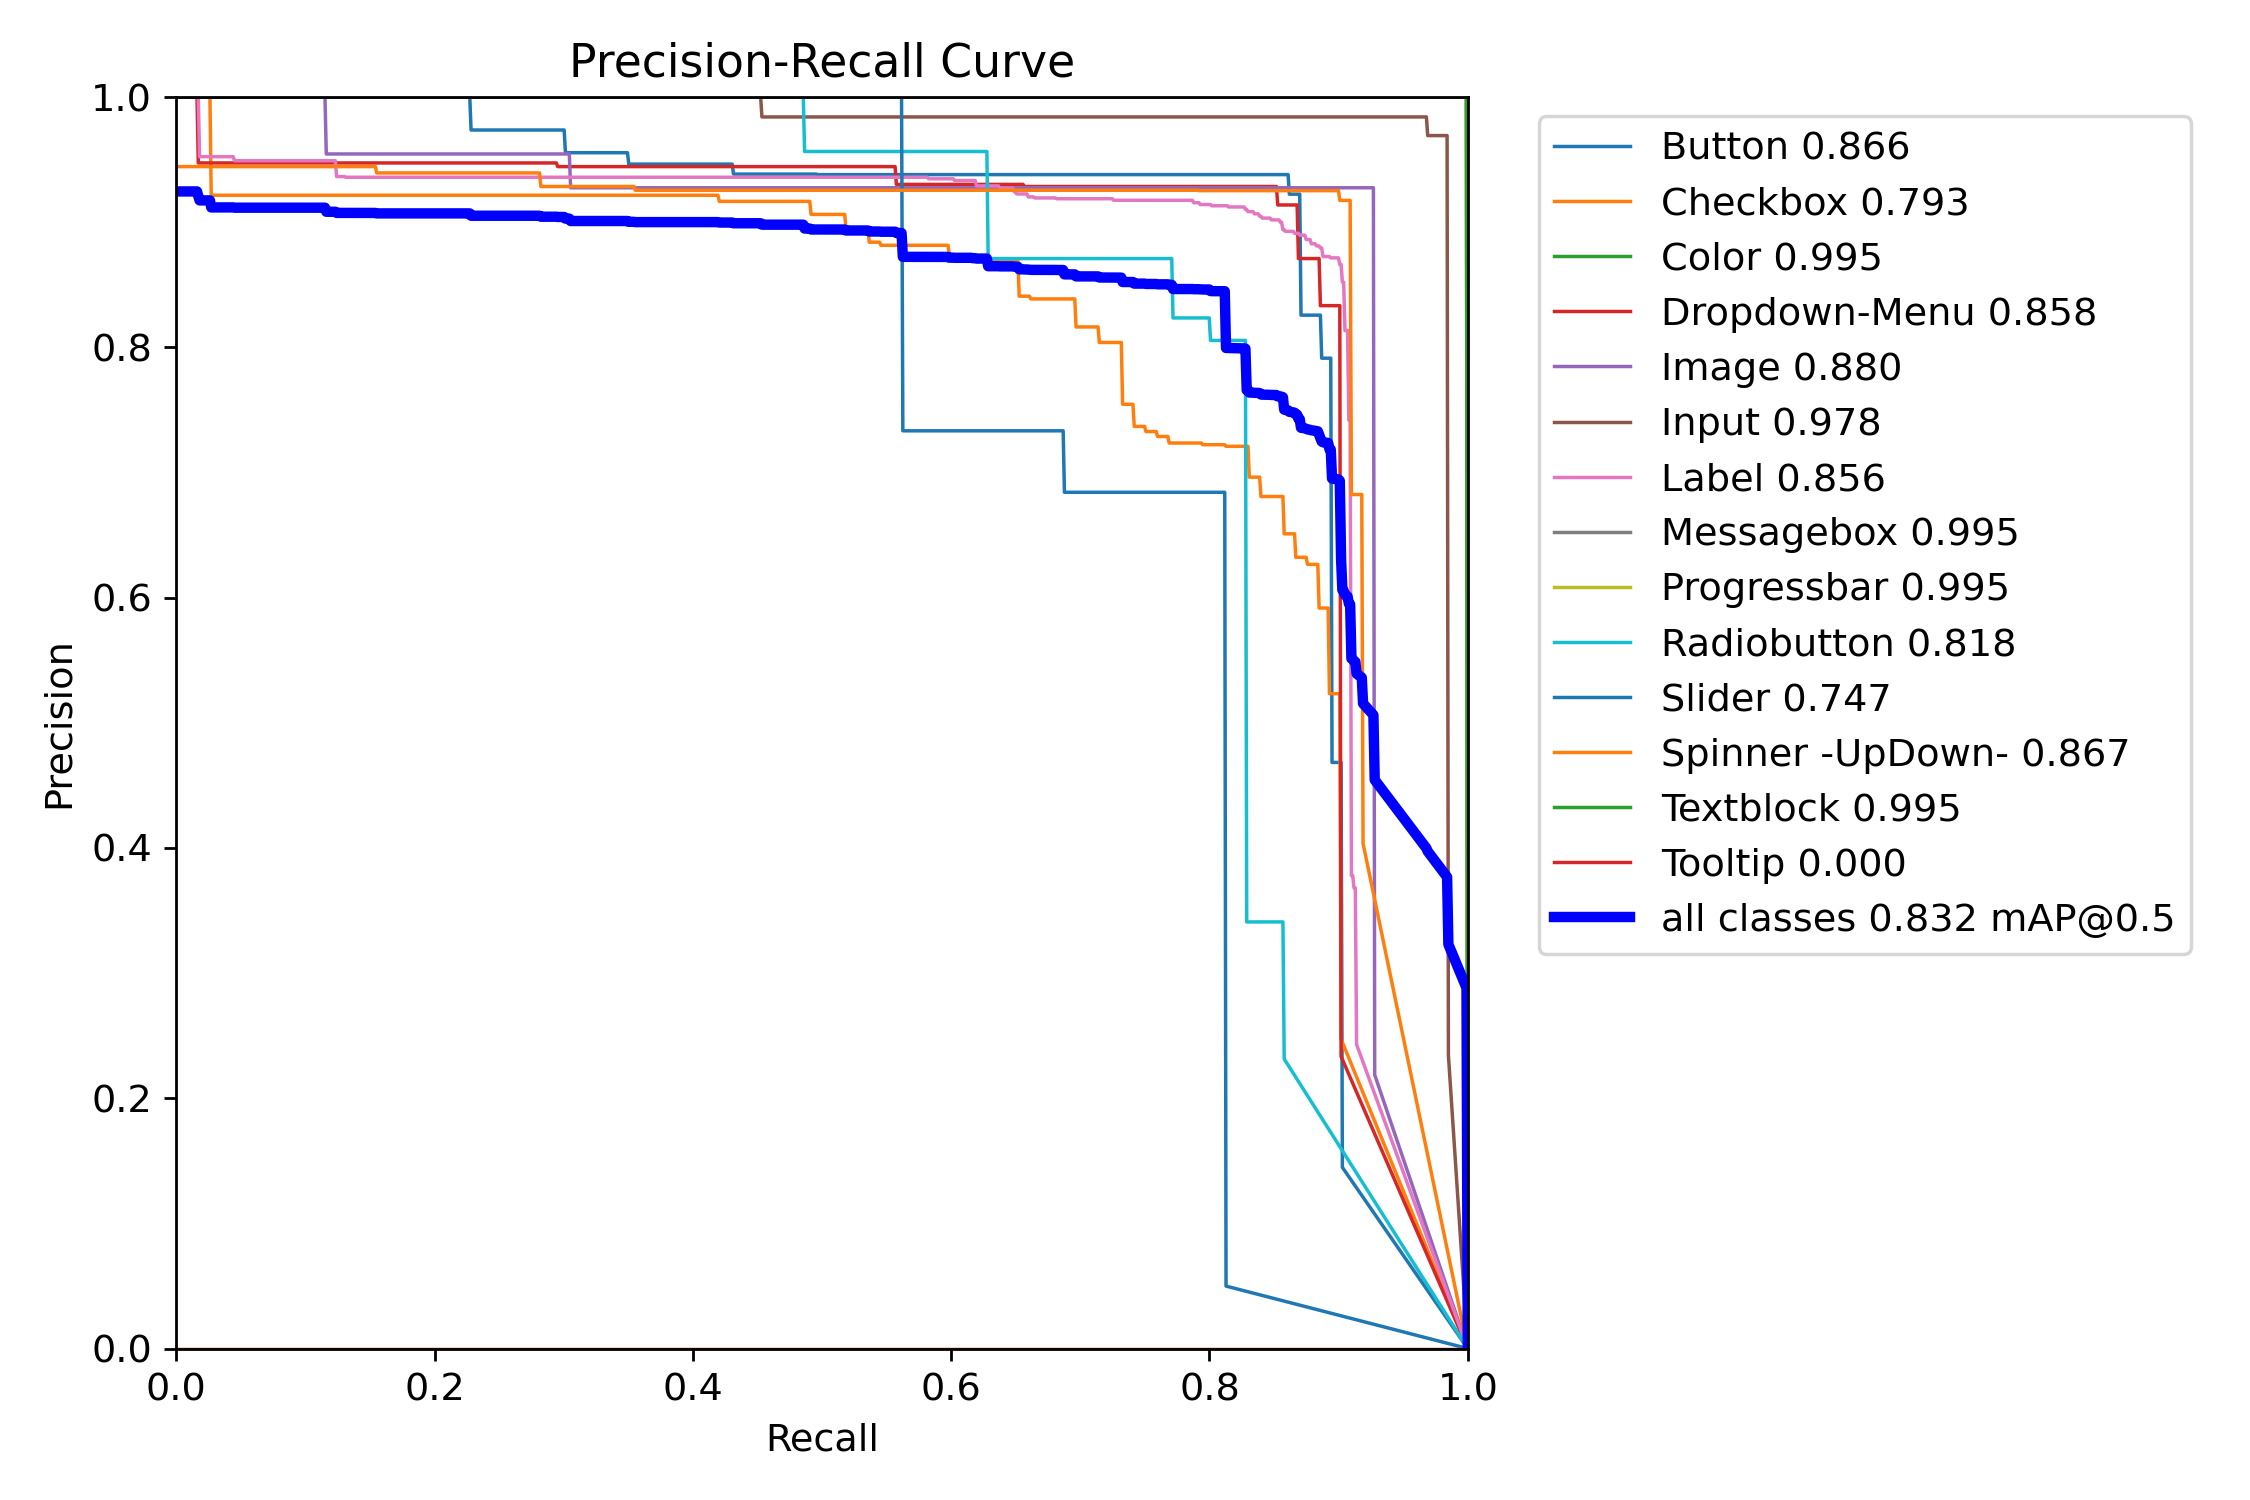 Precision-Recall Curve
1.0
0.8
0.6
0.4
0.2
0.0
Precision
0.0 0.2 0.4 0.6 0.8 1.0
Recall
Button 0.866
Checkbox 0.793
Color 0.995
Dropdown-Menu 0.858
Image 0.880
Input 0.978
Label 0.856
Messagebox 0.995
Progressbar 0.995
Radiobutton 0.818
Slider 0.747
Spinner -UpDown- 0.867
Textblock 0.995
Tooltip 0.000
all classes 0.832 mAP@0.5